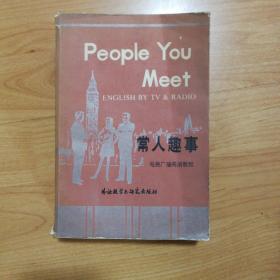 People You
Meet
ENGLISH BY TV & RADIO
常人趣事
电视广播英语教程
外语教学与研究出版社